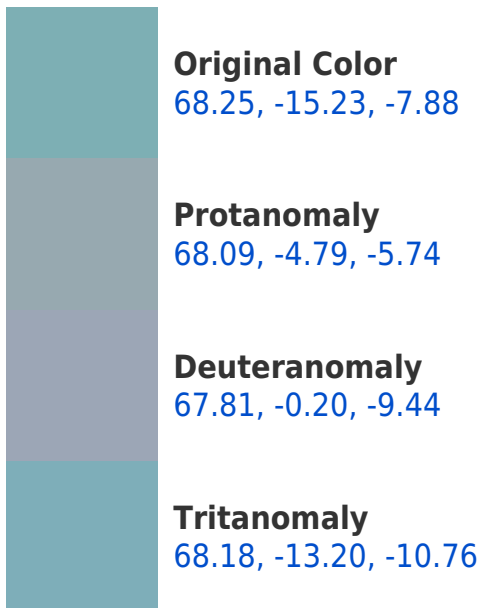 Original Color
68.25, -15.23, -7.88
Protanomaly
68.09, -4.79, -5.74
Deuteranomaly
67.81, -0.20, -9.44
Tritanomaly
68.18, -13.20, -10.76